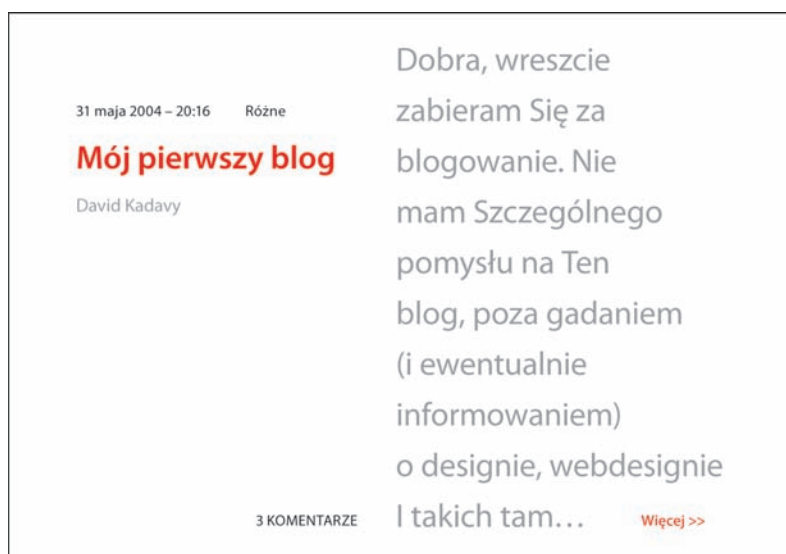 31 maja 2004 – 20:16 Różne
Mój pierwszy blog
David Kadavy
Dobra, wreszcie
zabieram Się za
blogowanie. Nie
mam Szczególnego
pomysłu na Ten
blog, poza gadaniem
(i ewentualnie
informowaniem)
o designie, webdesignie
I takich tam…
3 KOMENTARZE
Więcej >>